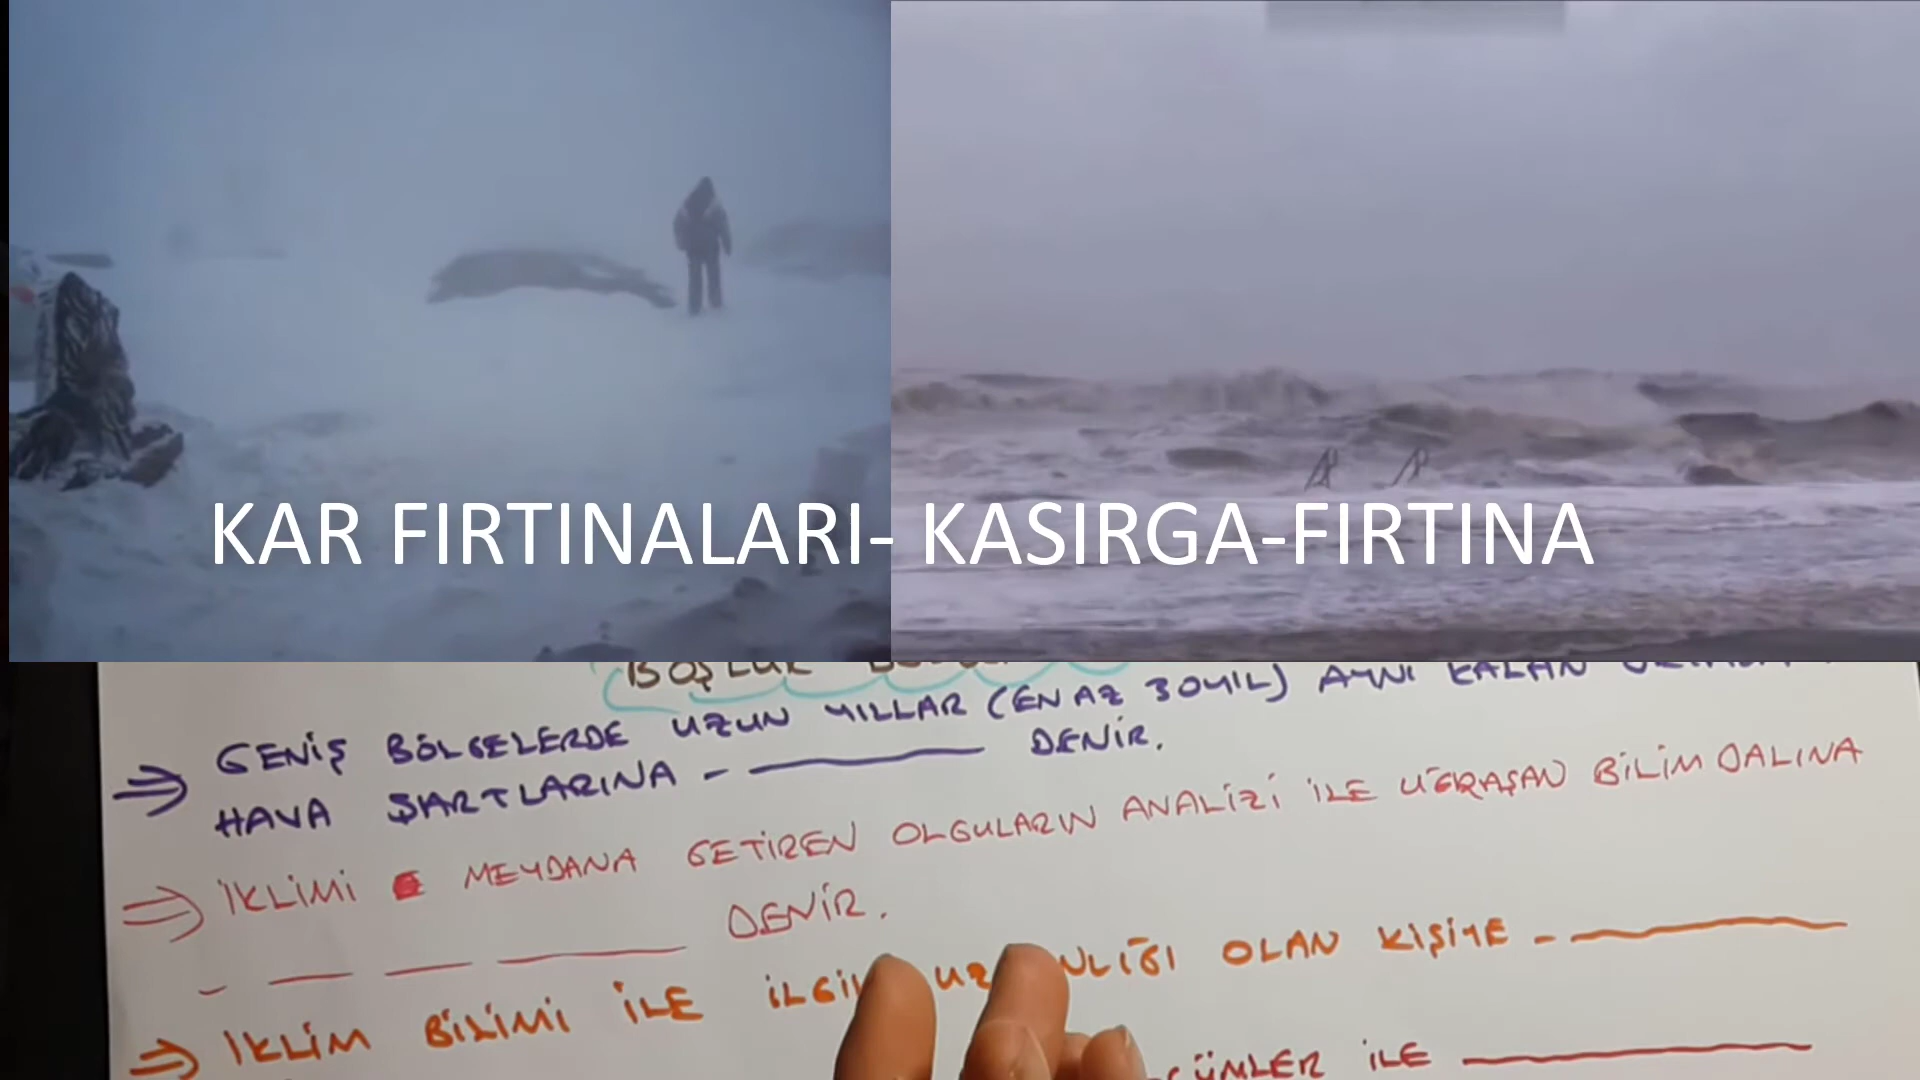 KAR FIRTINALARI- KASIRGA-FIRTINA
BOŞLUK
GENİŞ BÖLGELERDE UZUN YILLAR (EN AZ 30 YIL) AYNI KALAN
HAVA ŞARTLARINA - DENİR.
İKLİMİ MEYDANA GETİREN OLGULARIN ANALİZİ İLE UĞRAŞAN BİLİM DALINA
- DENİR.
İKLİM BİLİMİ İLE OLAN KİŞİYE -
İLE